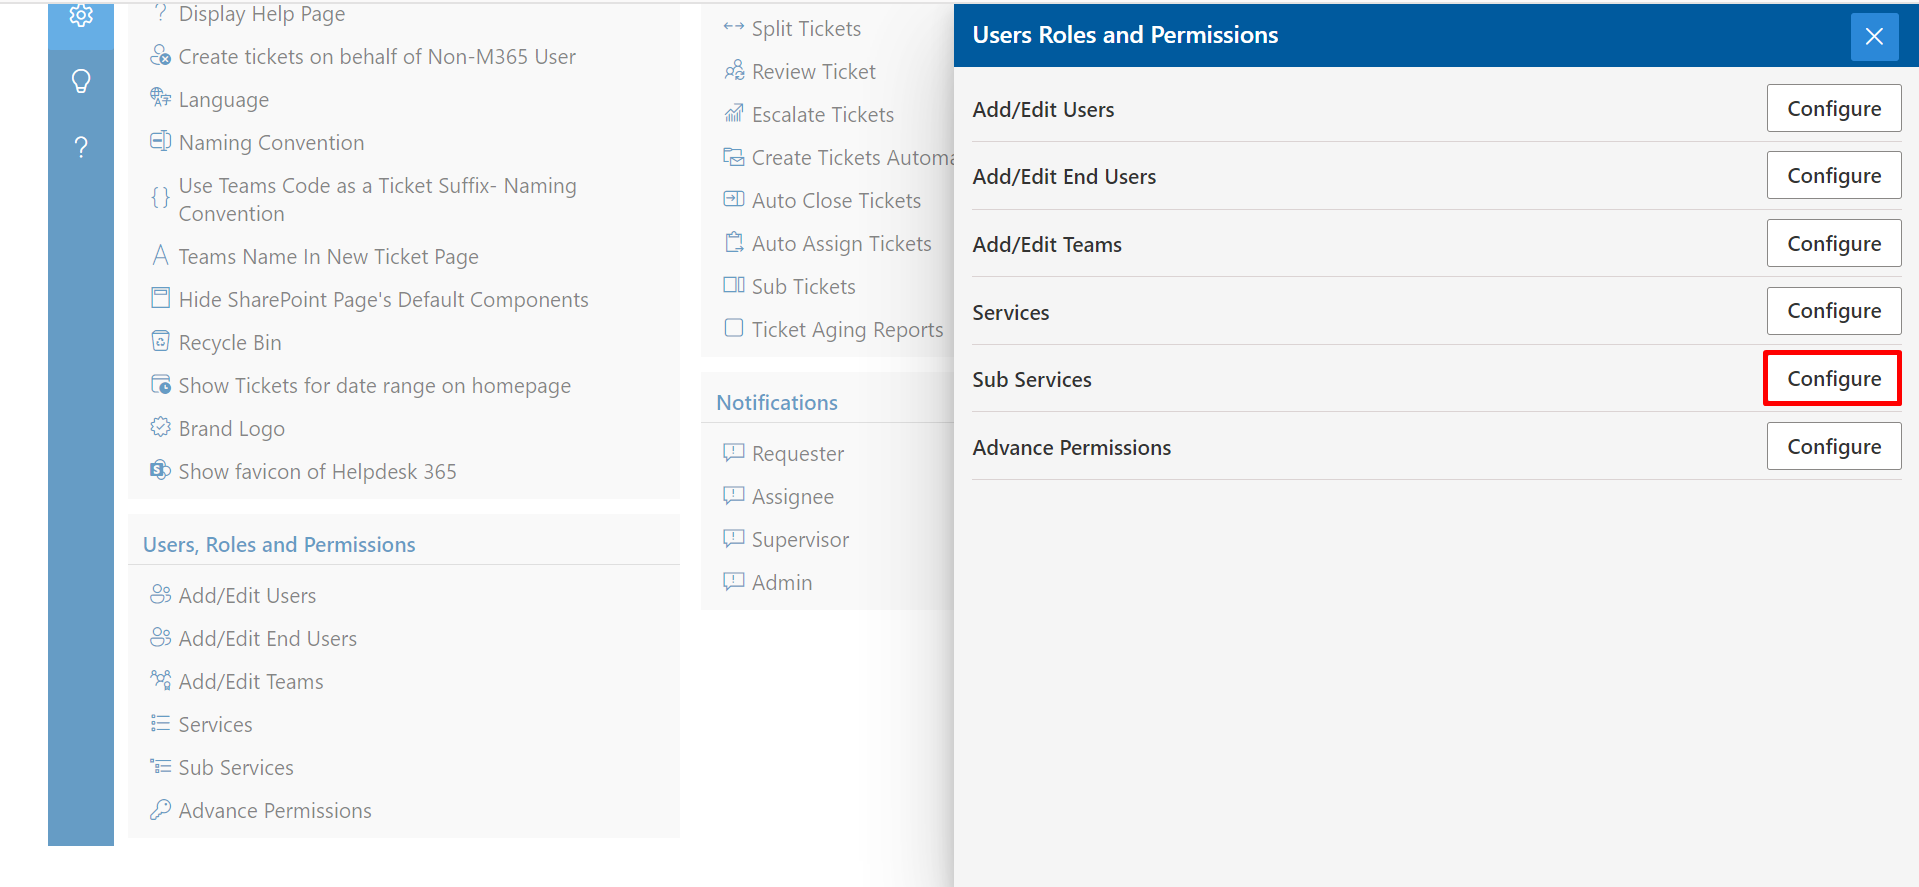 Display Help Page
Create tickets on behalf of Non-M365 User
Language
Naming Convention
Use Teams Code as a Ticket Suffix- Naming
Convention
Teams Name In New Ticket Page
Hide SharePoint Page's Default Components
Recycle Bin
Show Tickets for date range on homepage
Brand Logo
Show favicon of Helpdesk 365
Users, Roles and Permissions
Add/Edit Users
Add/Edit End Users
Add/Edit Teams
Services
Sub Services
Advance Permissions
Split Tickets
Review Ticket
Escalate Tickets
Create Tickets Automa
Auto Close Tickets
Auto Assign Tickets
Sub Tickets
Ticket Aging Reports
Notifications
Requester
Assignee
Supervisor
Admin
Users Roles and Permissions
Add/Edit Users Configure
Add/Edit End Users Configure
Add/Edit Teams Configure
Services Configure
Sub Services Configure
Advance Permissions Configure